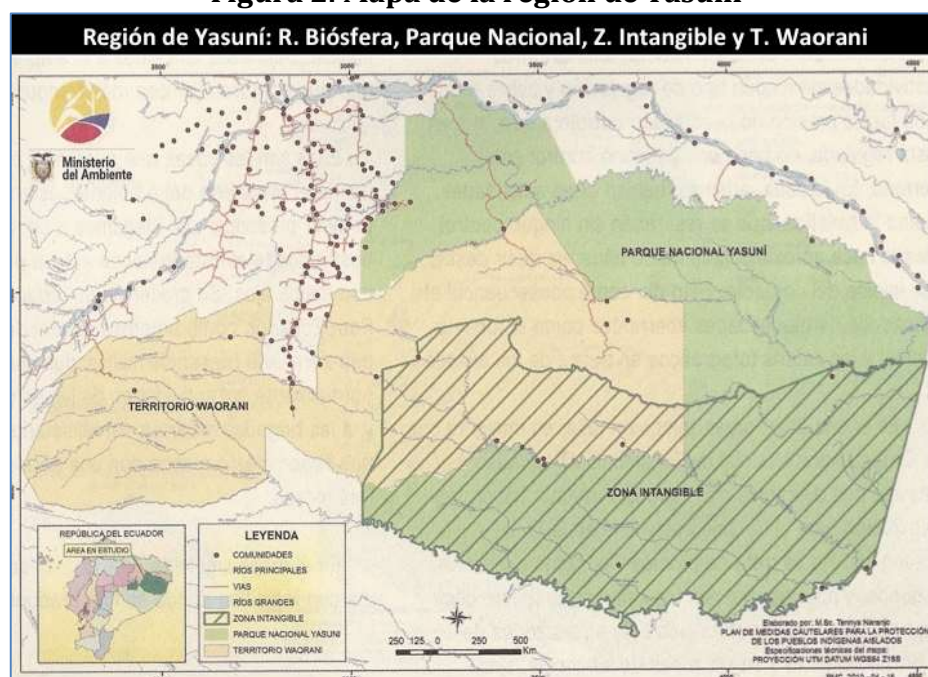 Figura 2. Mapa de la región de Yasuní
Región de Yasuní: R. Biósfera, Parque Nacional, Z. Intangible y T. Waorani
Ministerio
del Ambiente
PARQUE NACIONAL YASUNÍ
TERRITORIO WAORANI
ZONA INTANGIBLE
REPÚBLICA DEL ECUADOR
AREA EN ESTUDIO
LEYENDA
COMUNIDADES
RÍOS PRINCIPALES
VIAS
RÍOS GRANDES
ZONA INTANGIBLE
PARQUE NACIONAL YASUNI
TERRITORIO WAORANI
250 125 0 250 500
Km.
Elaborado por: M.Sc. Tannya Naranjo
PLAN DE MEDIDAS CAUTELARES PARA LA PROTECCIÓN
DE LOS PUEBLOS INDIGENAS AISLADOS
Especificaciones técnicas del mapa:
PROYECCIÓN UTM DATUM WGS84 Z18S